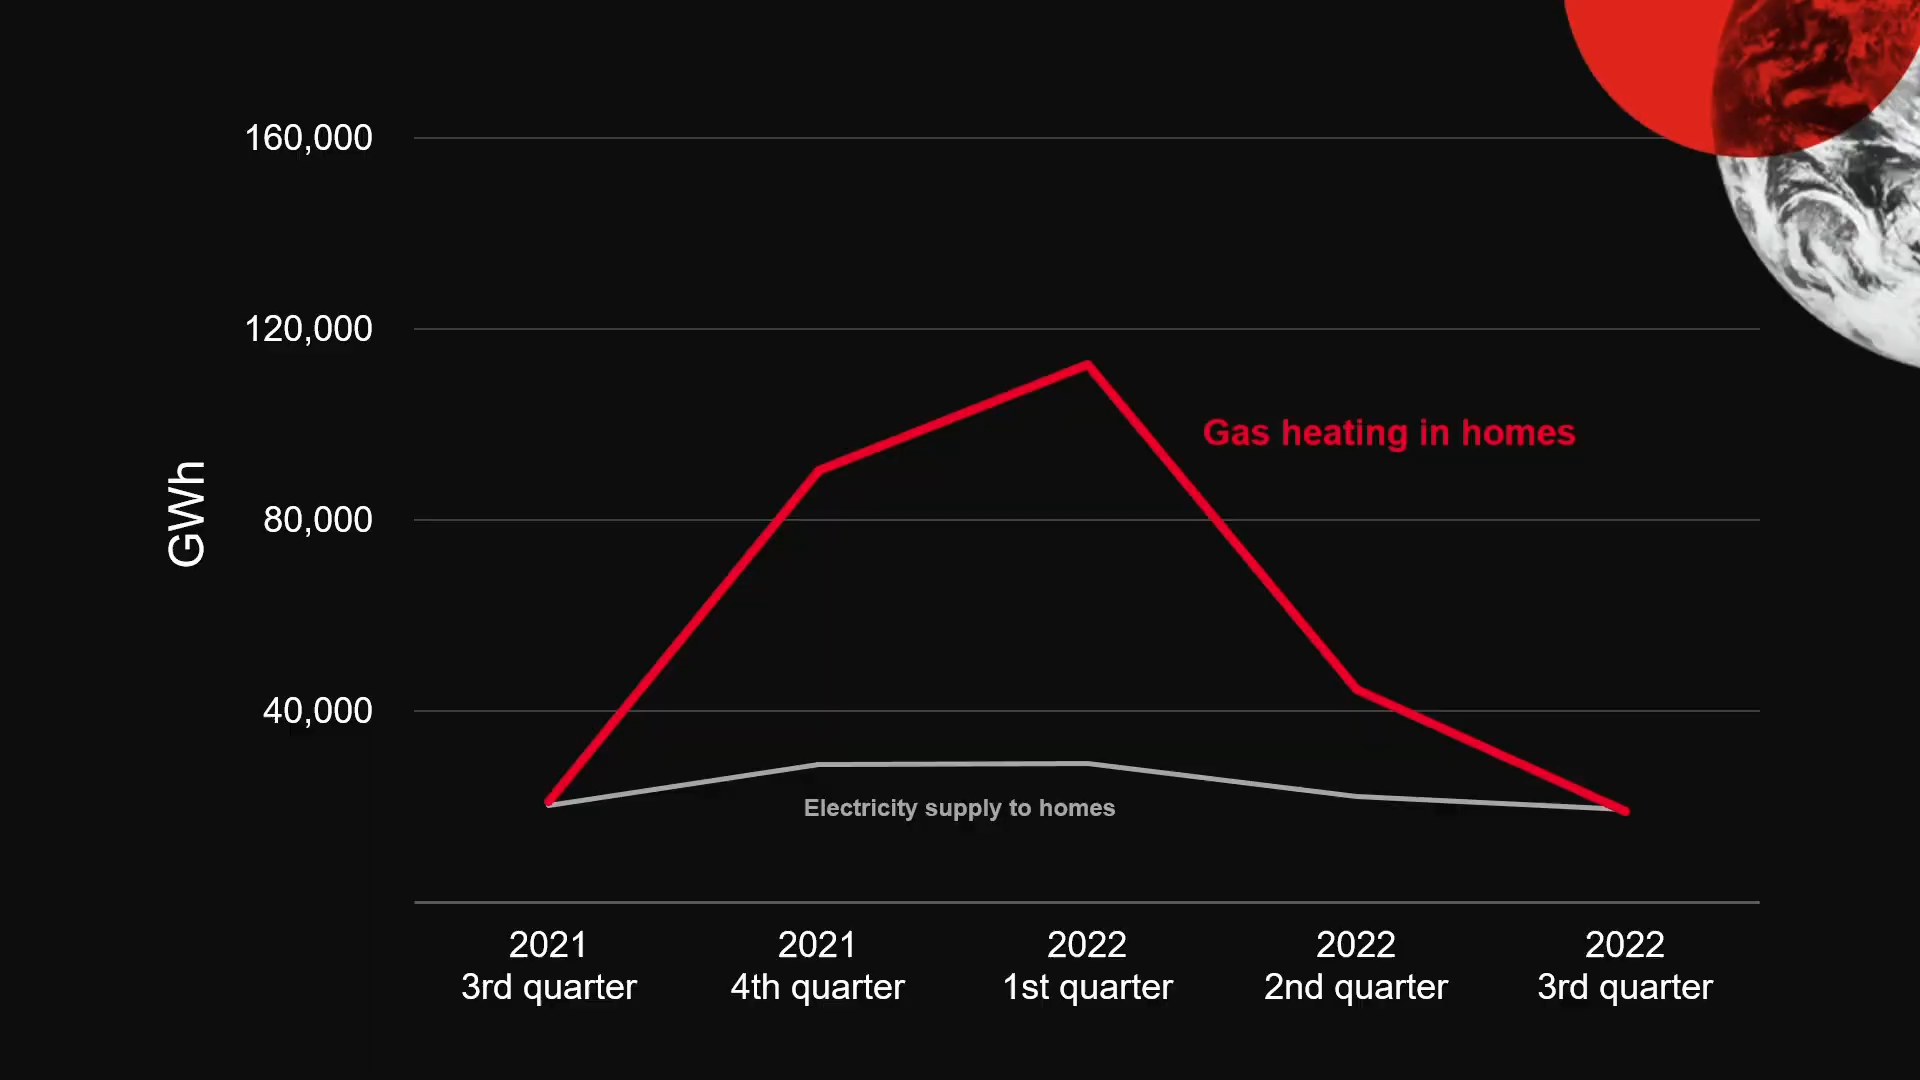 160,000
120,000
80,000
40,000
GWh
Gas heating in homes
Electricity supply to homes
2021
3rd quarter
2021
4th quarter
2022
1st quarter
2022
2nd quarter
2022
3rd quarter